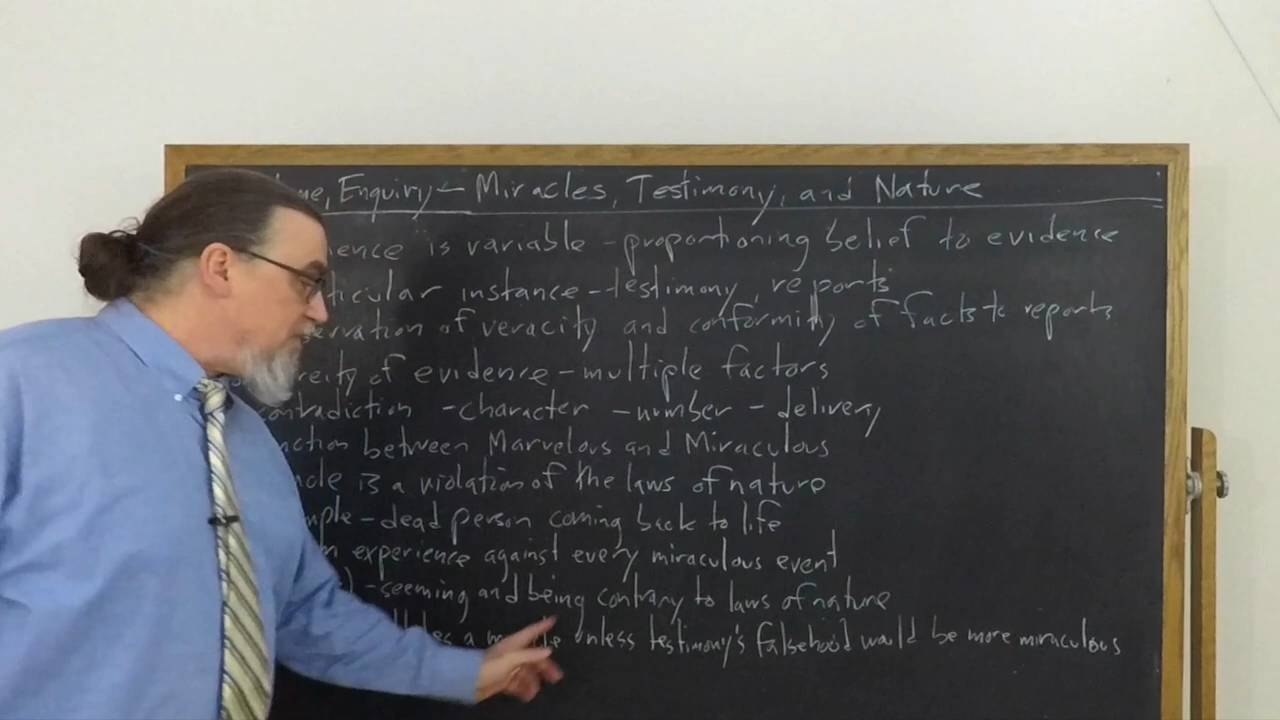 Enquiry - Miracles, Testimony, and Nature
is variable - proportioning belief to evidence
instance - testimony, reports
of veracity and conformity of facts to reports
of evidence - multiple factors
contradiction - character - number - delivery
between Marvelous and Miraculous
is a violation of the laws of nature
- dead person coming back to life
experience against every miraculous event
- seeming and being contrary to laws of nature
a unless testimony's falsehood would be more miraculous